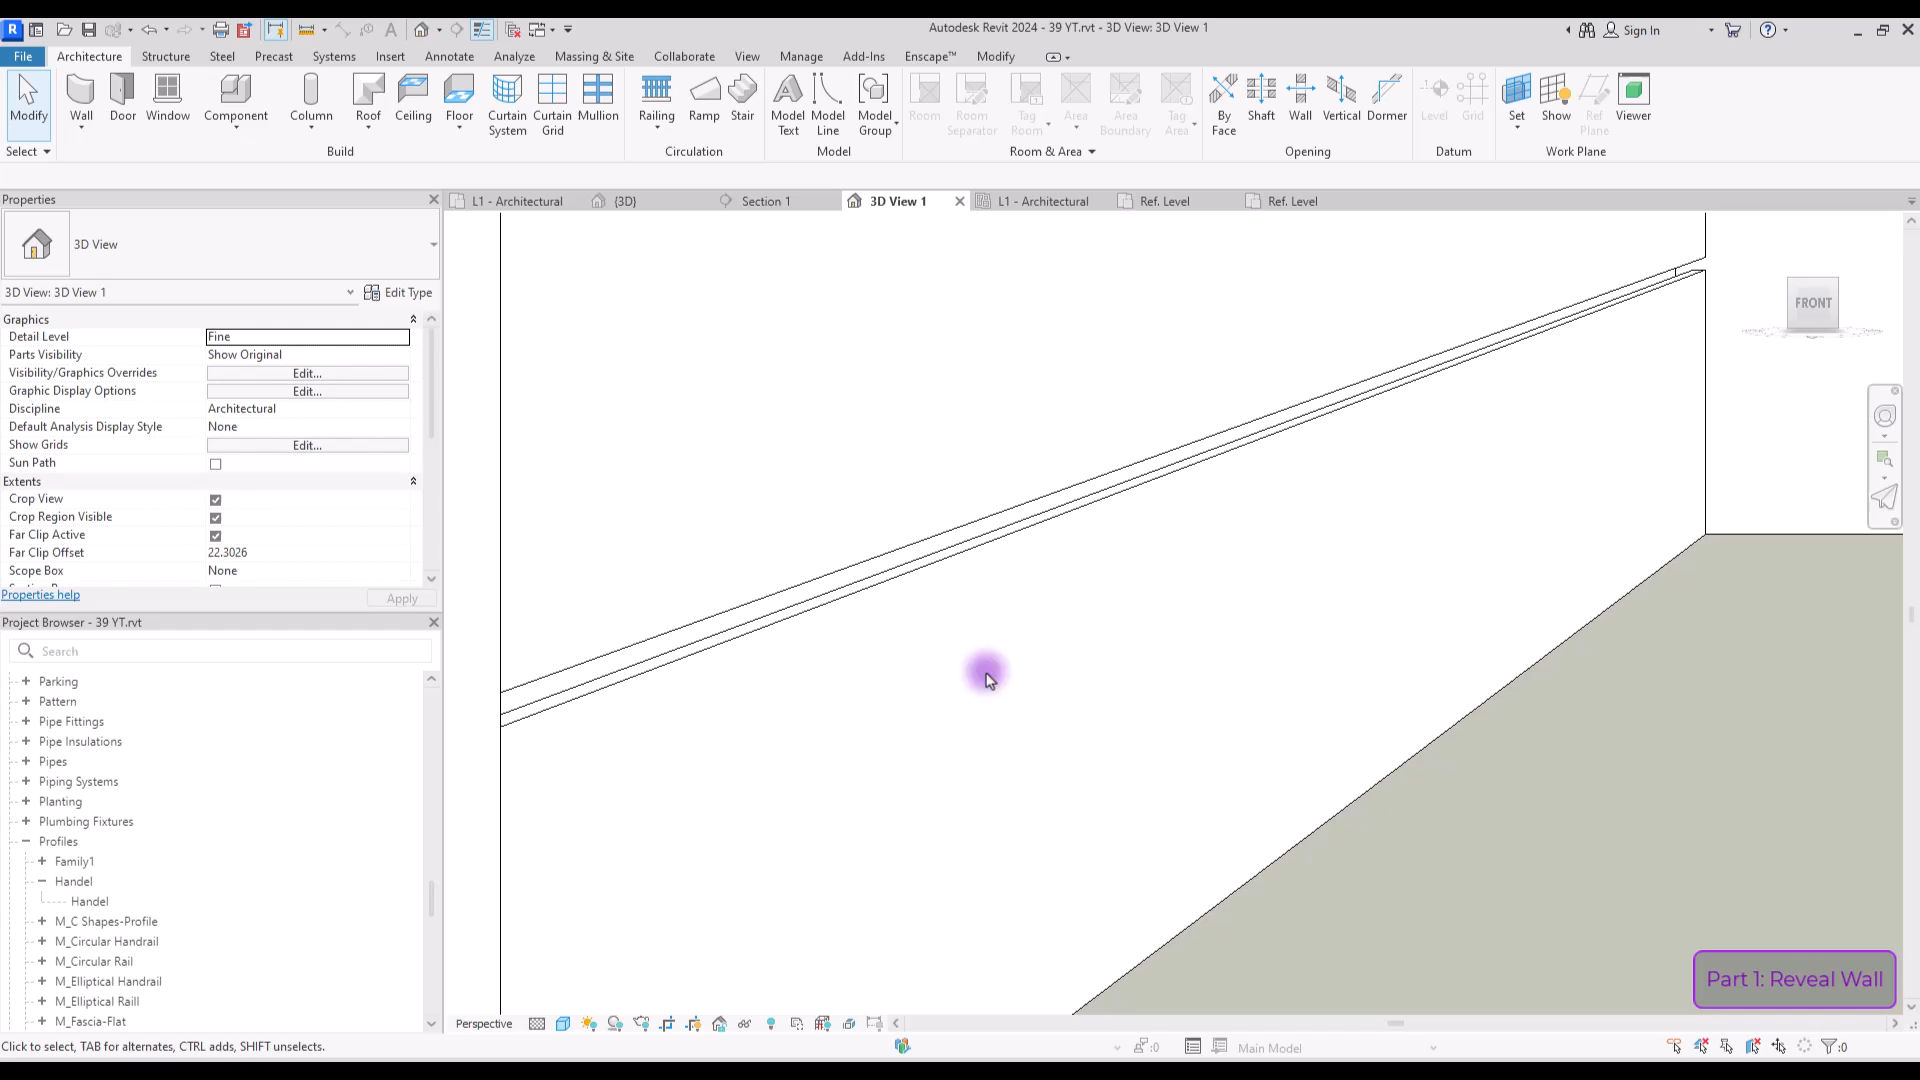 Autodesk Revit 2024 - 39 YT.rvt - 3D View: 3D View 1
Sign In
File Architecture Structure Steel Precast Systems Insert Annotate Analyze Massing & Site Collaborate View Manage Add-Ins Enscape™ Modify
Modify Wall Door Window Component Column Roof Ceiling Floor Curtain System Curtain Grid Mullion Railing Ramp Stair Model Text Model Line Model Group Room Room Separator Tag Room Area Area Boundary Tag Area By Face Shaft Wall Vertical Dormer Level Grid Set Show Ref Plane Viewer
Select Build Circulation Model Room & Area Opening Datum Work Plane
Properties
L1 - Architectural {3D} Section 1 3D View 1 L1 - Architectural Ref. Level Ref. Level
3D View
3D View: 3D View 1 Edit Type
Graphics
Detail Level Fine
Parts Visibility Show Original
Visibility/Graphics Overrides Edit...
Graphic Display Options Edit...
Discipline Architectural
Default Analysis Display Style None
Show Grids Edit...
Sun Path
Extents
Crop View
Crop Region Visible
Far Clip Active
Far Clip Offset 22.3026
Scope Box None
Properties help Apply
Project Browser - 39 YT.rvt
Search
Parking
Pattern
Pipe Fittings
Pipe Insulations
Pipes
Piping Systems
Planting
Plumbing Fixtures
Profiles
Family1
Handel
Handel
M_C Shapes-Profile
M_Circular Handrail
M_Circular Rail
M_Elliptical Handrail
M_Elliptical Raill
M_Fascia-Flat
FRONT
Part 1: Reveal Wall
Perspective
Click to select, TAB for alternates, CTRL adds, SHIFT unselects.
:0
Main Model
:0